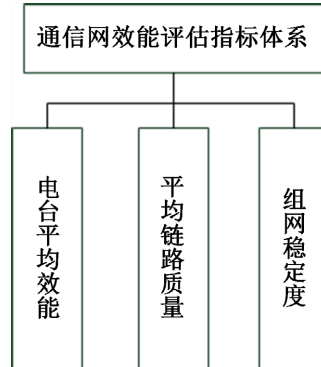 通信网效能评估指标体系
电台平均效能
平均链路质量
组网稳定度